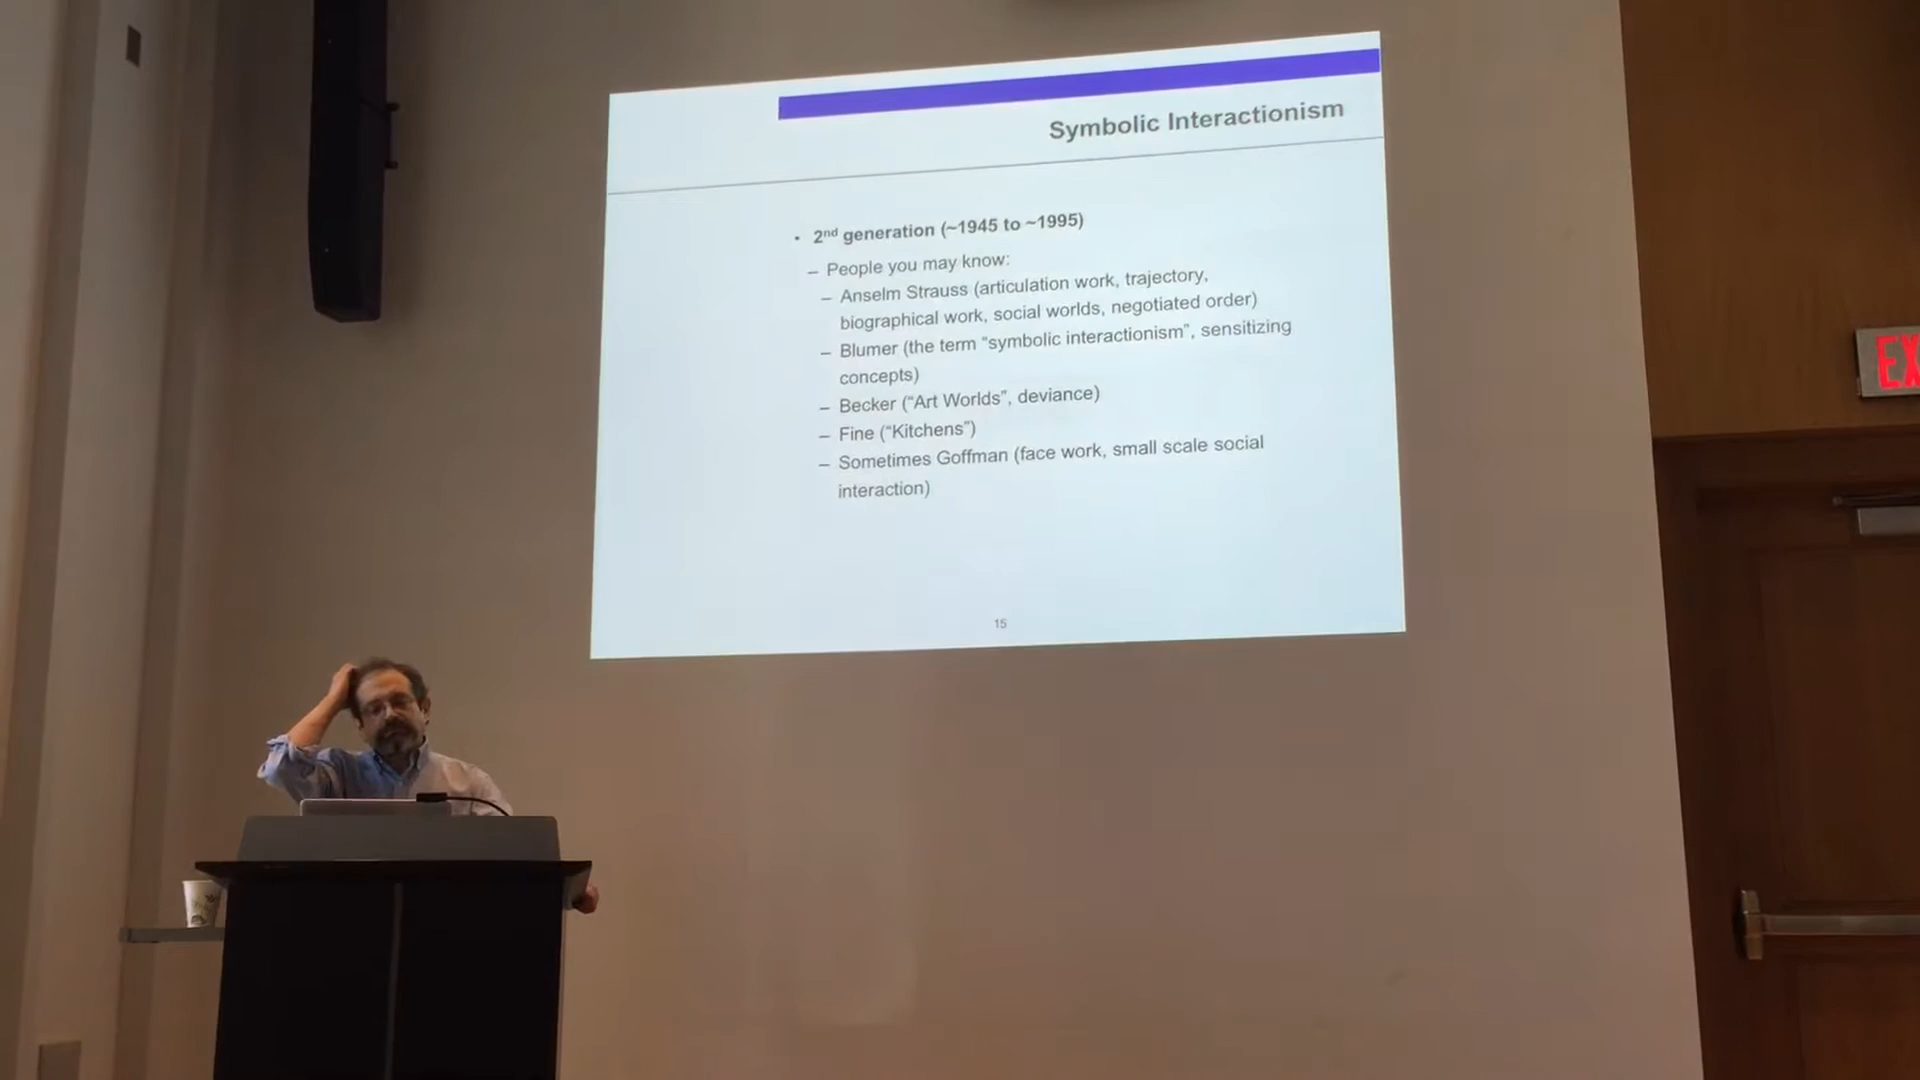 Symbolic Interactionism
• 2nd generation (~1945 to ~1995)
– People you may know:
– Anselm Strauss (articulation work, trajectory,
biographical work, social worlds, negotiated order)
– Blumer (the term “symbolic interactionism”, sensitizing
concepts)
– Becker (“Art Worlds”, deviance)
– Fine (“Kitchens”)
– Sometimes Goffman (face work, small scale social
interaction)
15
EX